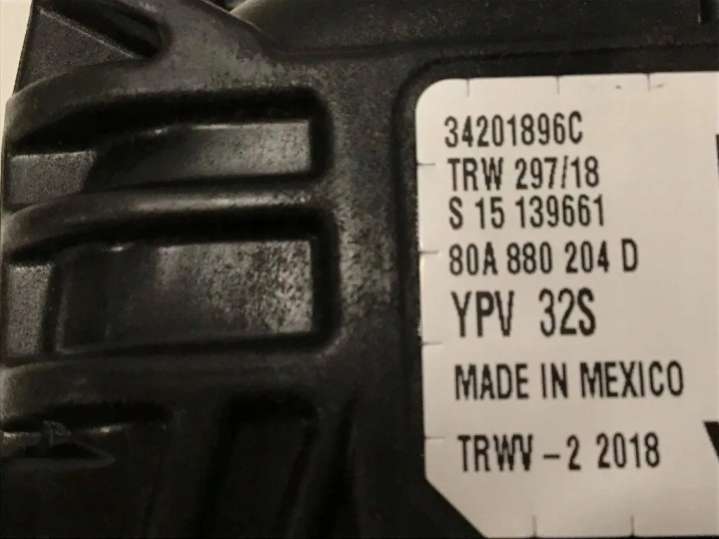 34201896C
TRW 297/18
S 15 139661
80A 880 204 D
YPV 32S
MADE IN MEXICO
TRWV - 2 2018